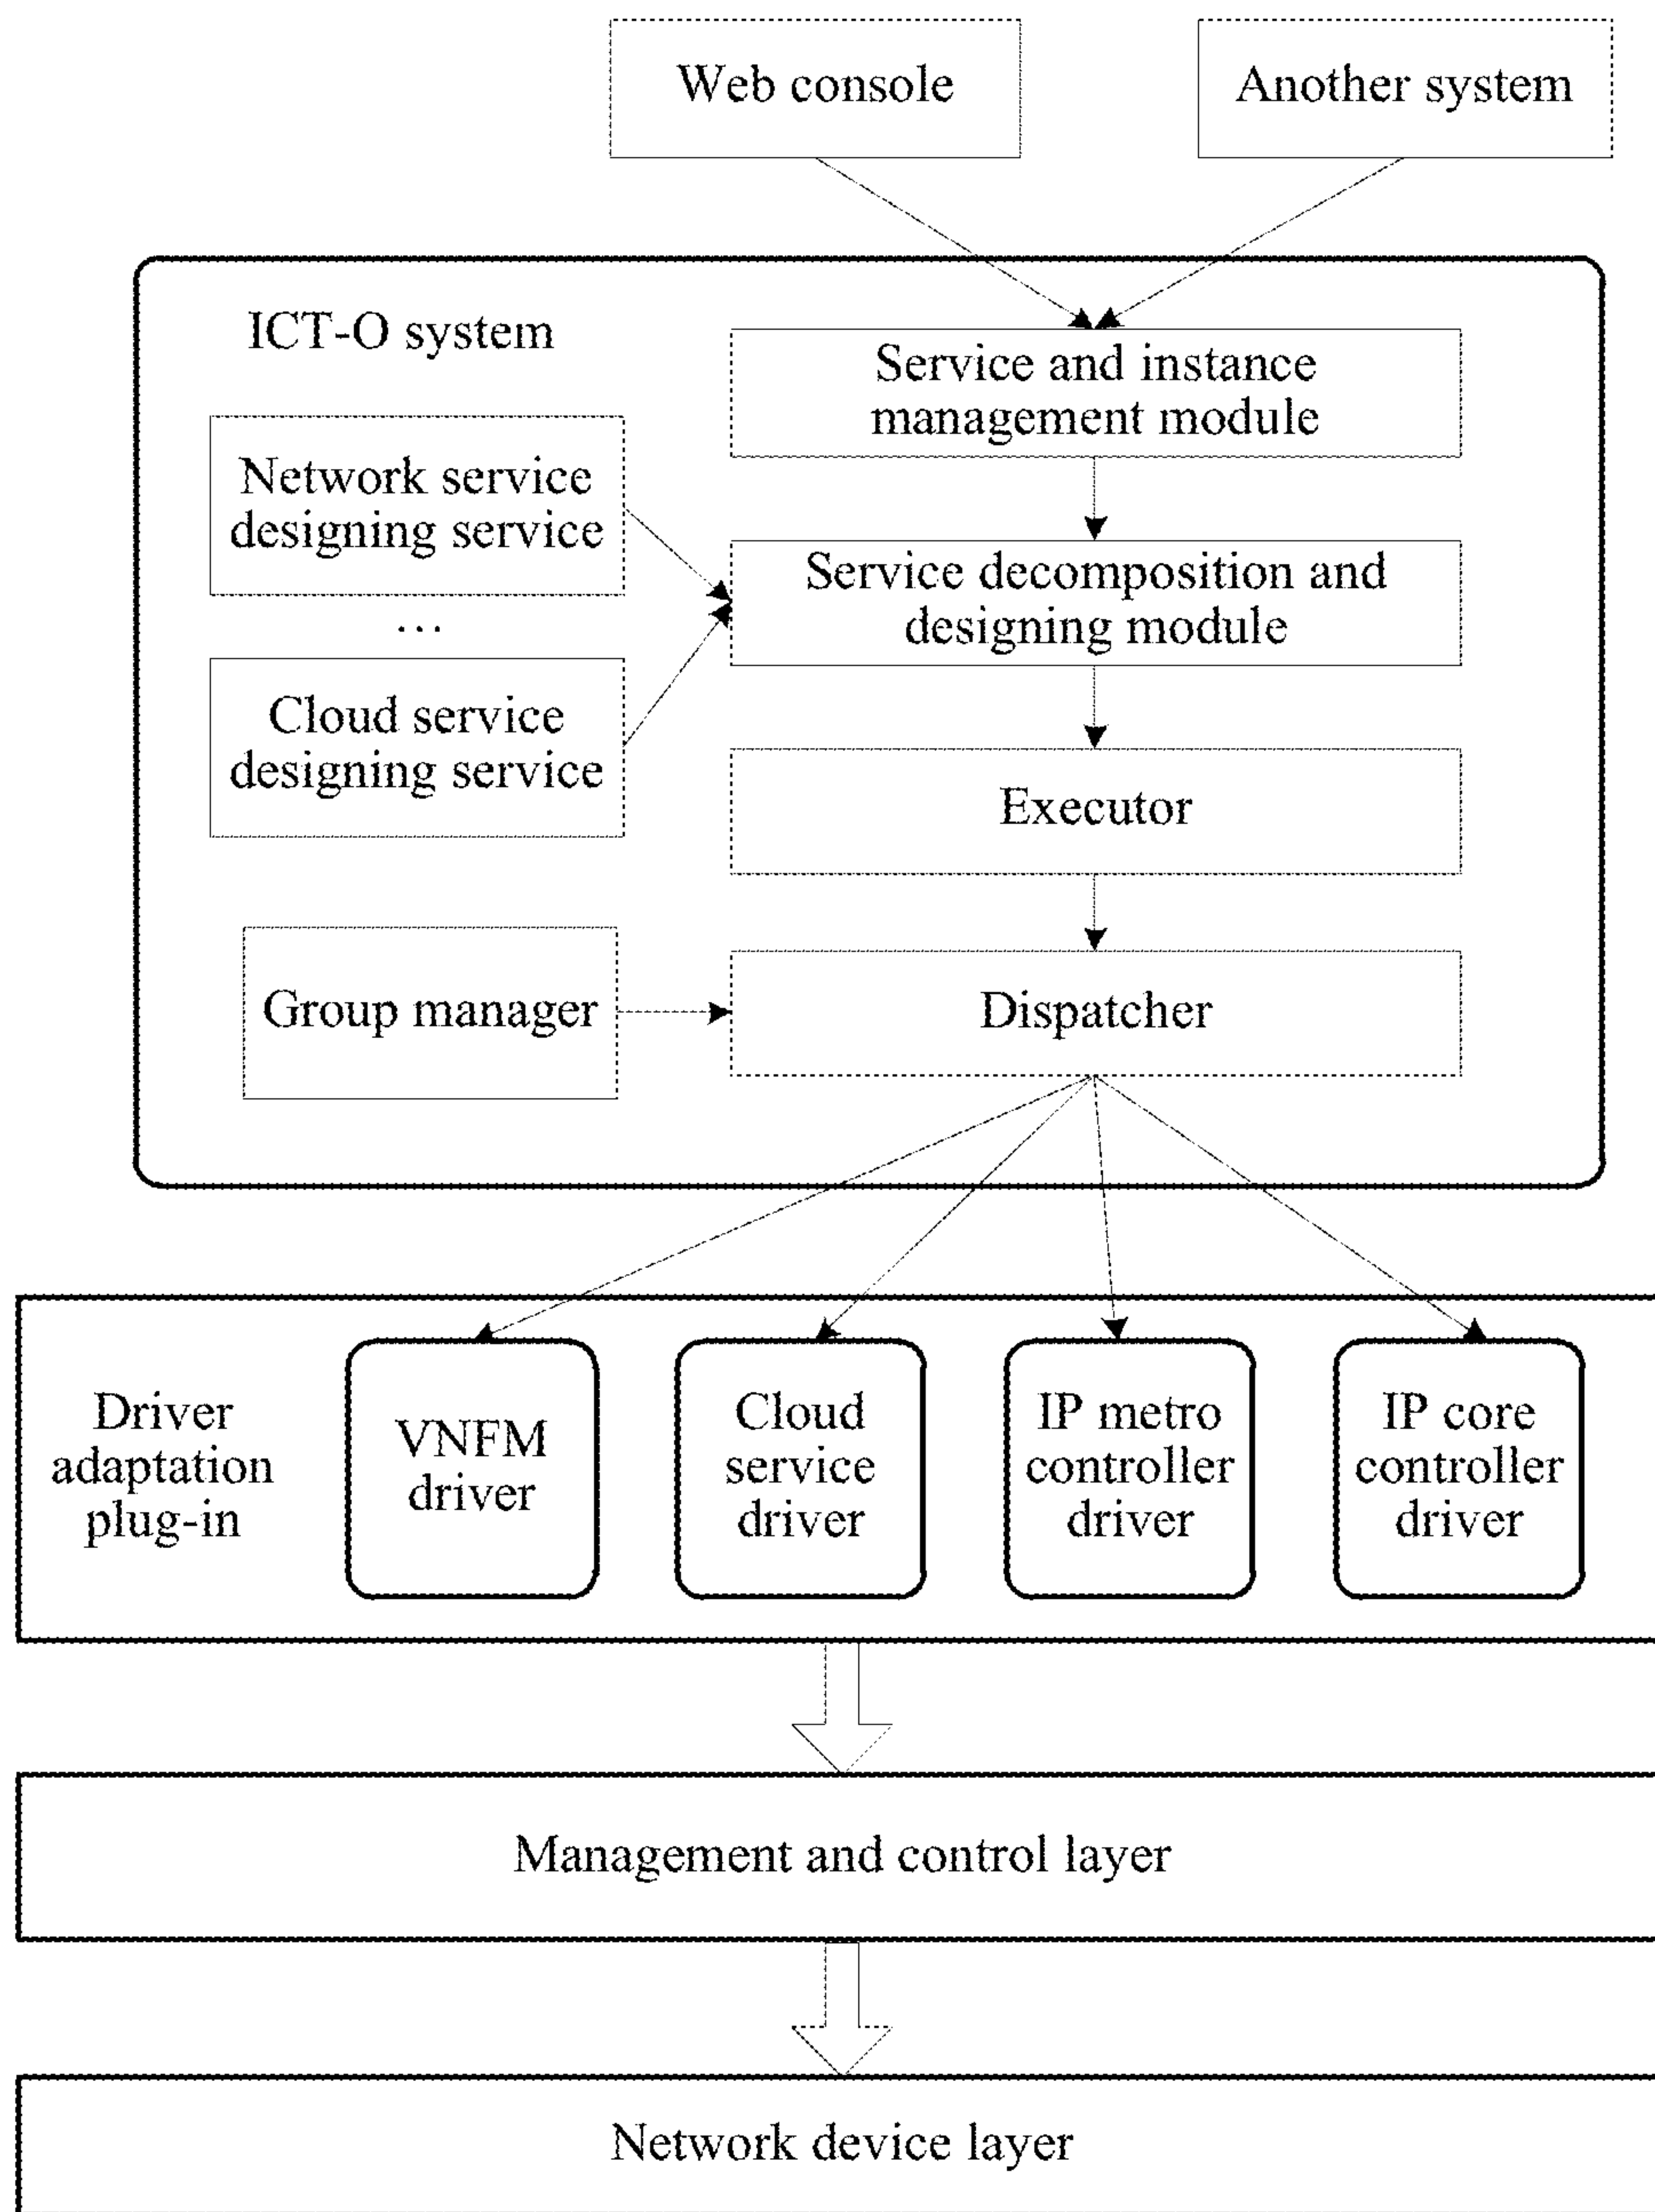 Web console
Another system
ICT-O system
Service and instance
management module
Network service
designing service
...
Cloud service
designing service
Service decomposition and
designing module
Executor
Group manager
Dispatcher
Driver
adaptation
plug-in
VNFM
driver
Cloud
service
driver
IP metro
controller
driver
IP core
controller
driver
Management and control layer
Network device layer